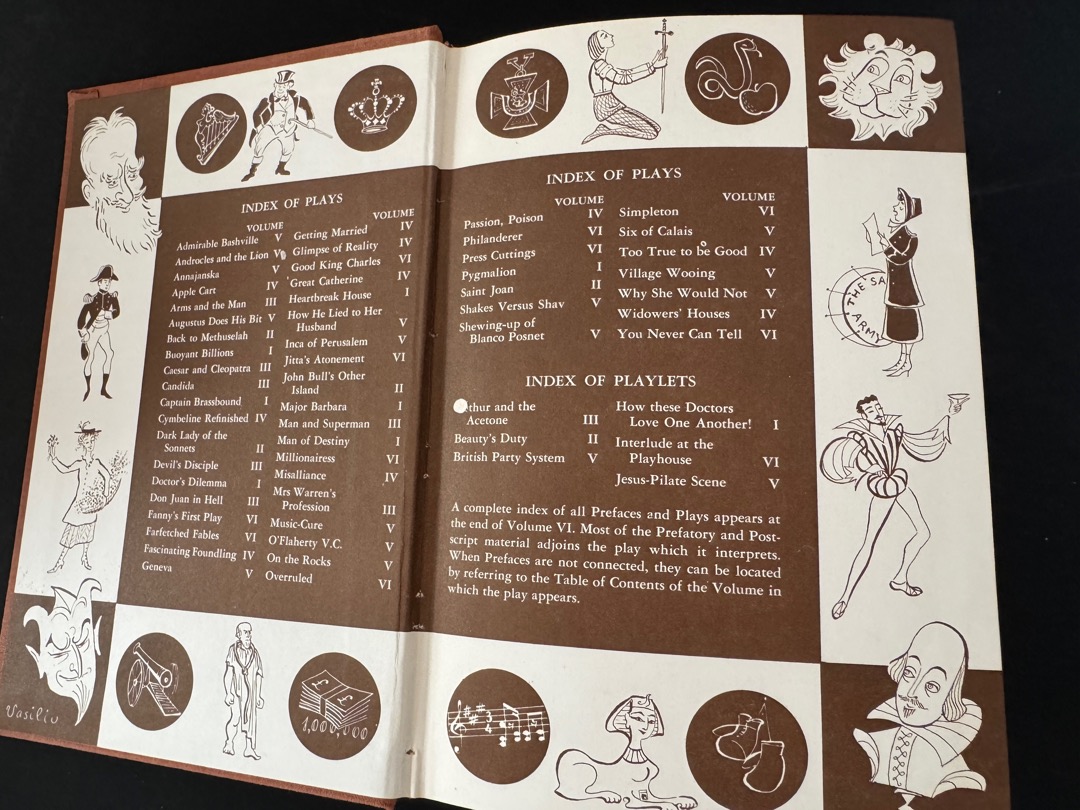 INDEX OF PLAYS
VOLUME
Admirable Bashville V
Androcles and the Lion V
Annajanska V
Apple Cart IV
Arms and the Man III
Augustus Does His Bit V
Back to Methuselah II
Buoyant Billions I
Caesar and Cleopatra III
Candida III
Captain Brassbound I
Cymbeline Refinished IV
Dark Lady of the
Sonnets II
Devil's Disciple III
Doctor's Dilemma I
Don Juan in Hell III
Fanny's First Play VI
Farfetched Fables VI
Fascinating Foundling IV
Geneva V
VOLUME
Getting Married IV
Glimpse of Reality IV
Good King Charles VI
Great Catherine IV
Heartbreak House I
How He Lied to Her
Husband V
Inca of Perusalem V
Jitta's Atonement VI
John Bull's Other
Island II
Major Barbara I
Man and Superman III
Man of Destiny I
Millionairess VI
Misalliance IV
Mrs Warren's
Profession III
Music-Cure V
O'Flaherty V.C. V
On the Rocks V
Overruled VI
Vasiliu
££
1,000,000
INDEX OF PLAYS
VOLUME
Passion, Poison IV
Philanderer VI
Press Cuttings VI
Pygmalion I
Saint Joan II
Shakes Versus Shav V
Shewing-up of
Blanco Posnet V
VOLUME
Simpleton VI
Six of Calais V
Too True to be Good IV
Village Wooing V
Why She Would Not V
Widowers' Houses IV
You Never Can Tell VI
INDEX OF PLAYLETS
thur and the
Acetone III
Beauty's Duty II
British Party System V
How these Doctors
Love One Another! I
Interlude at the
Playhouse VI
Jesus-Pilate Scene V
A complete index of all Prefaces and Plays appears at
the end of Volume VI. Most of the Prefatory and Post-
script material adjoins the play which it interprets.
When Prefaces are not connected, they can be located
by referring to the Table of Contents of the Volume in
which the play appears.
THE SA
ARMY